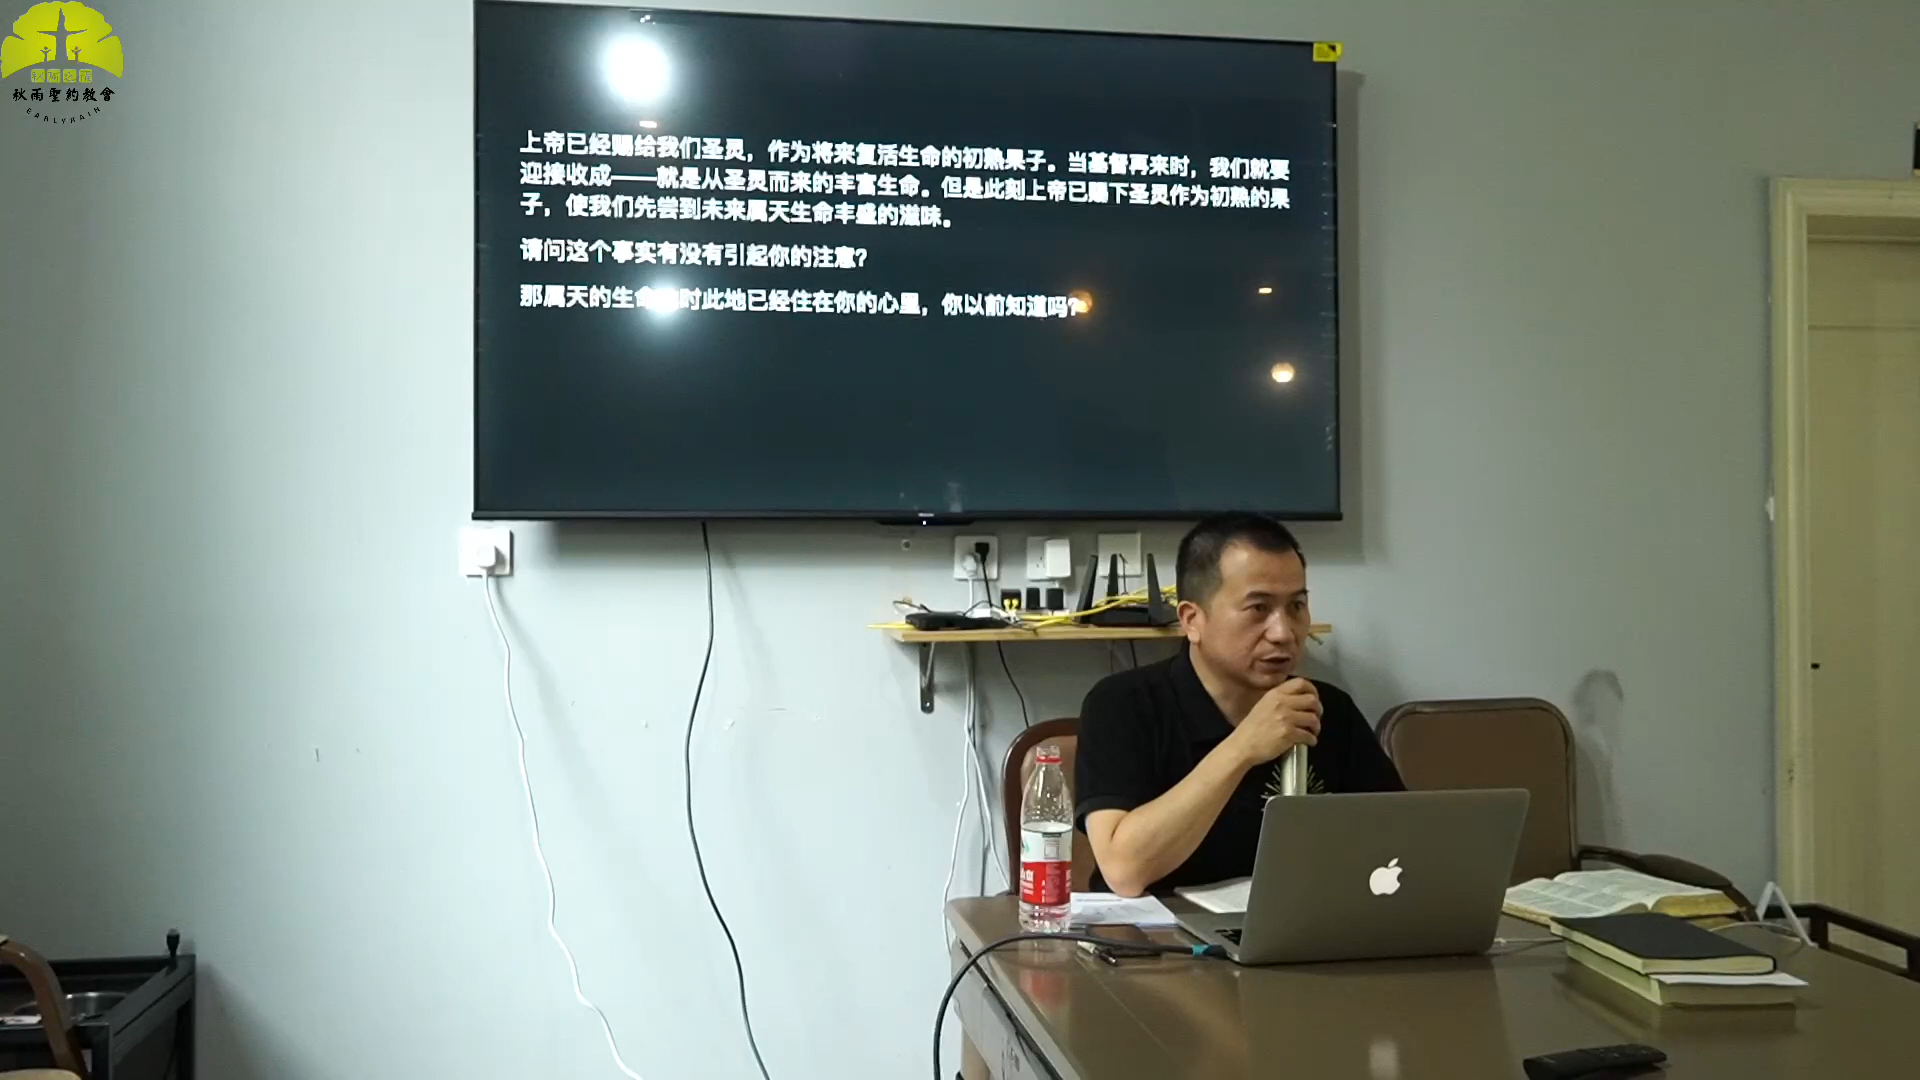 秋雨聖約教會
EARLYRAIN
上帝已经赐给我们圣灵，作为将来复活生命的初熟果子。当基督再来时，我们就要
迎接收成——就是从圣灵而来的丰富生命。但是此刻上帝已赐下圣灵作为初熟的果
子，使我们先尝到未来属天生命丰盛的滋味。
请问这个事实有没有引起你的注意？
那属天的生命 时此地已经住在你的心里，你以前知道吗？